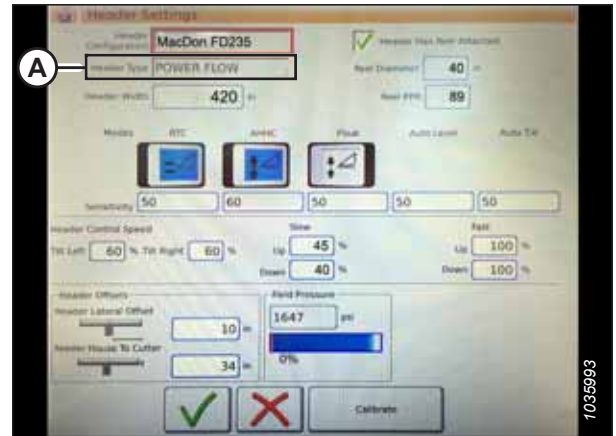 Header Settings
Header Configuration MacDon FD235
Header Has Reel Attached
A
Header Type POWER FLOW
Reel Diameter 40 in
Header Width 420 in
Reel PPR 89
Modes RTC AHHC Float Auto Level Auto Tilt
Sensitivity 50 60 50 50 50
Header Control Speed Slow Fast
Tilt Left 60 % Tilt Right 60 % Up 45 % Up 100 %
Down 40 % Down 100 %
Header Offsets Field Pressure
Header Lateral Offset 1647 psi
10 in
Header House To Cutter 0%
34 in
Calibrate
1035993